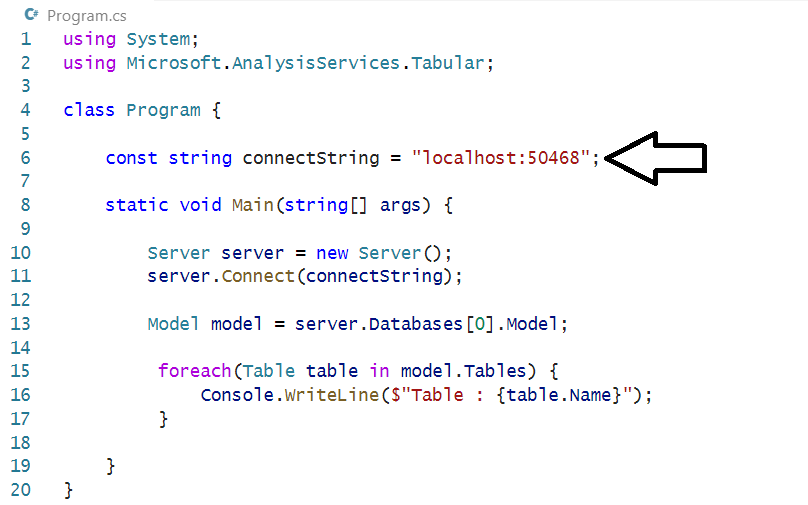 C# Program.cs
1 using System;
2 using Microsoft.AnalysisServices.Tabular;
3
4 class Program {
5
6 const string connectString = "localhost:50468";
7
8 static void Main(string[] args) {
9
10 Server server = new Server();
11 server.Connect(connectString);
12
13 Model model = server.Databases[0].Model;
14
15 foreach(Table table in model.Tables) {
16 Console.WriteLine($"Table : {table.Name}");
17 }
18
19 }
20 }